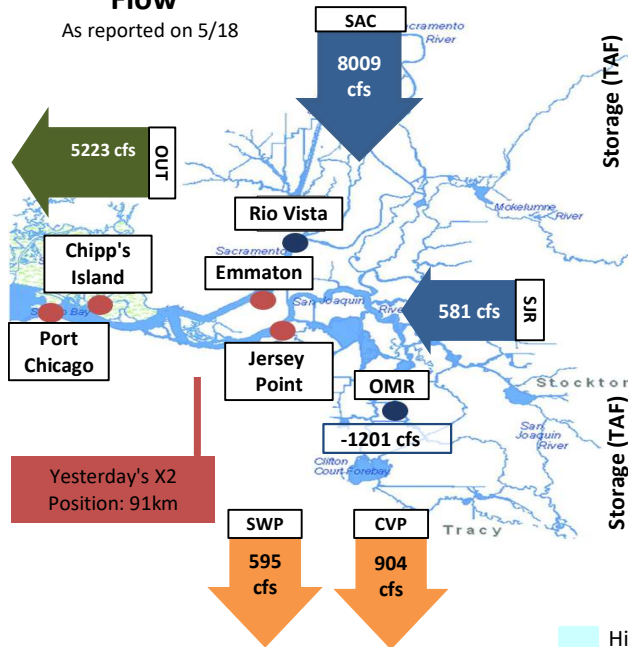 Flow
As reported on 5/18
SAC
Sacramento
River
8009
cfs
Storage (TAF)
5223 cfs
OUT
Mokelumne
River
Rio Vista
Chipp's
Island
Sacramento
Emmaton
San Joaquin
River
581 cfs
SJR
Bay
Port
Chicago
Jersey
Point
OMR
Stockton
-1201 cfs
San
Joaquin
River
Storage (TAF)
Clifton
Court Forebay
Yesterday's X2
Position: 91km
SWP
CVP
Tracy
595
cfs
904
cfs
Hi